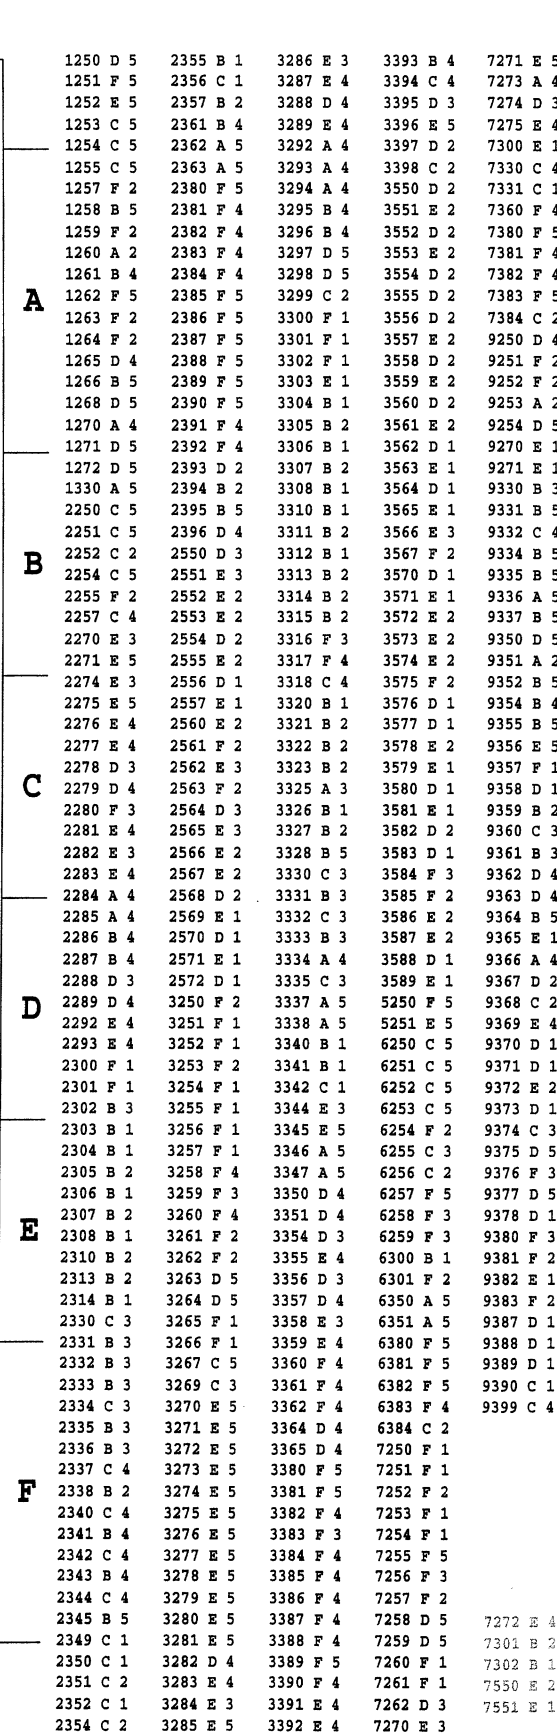 A
B
C
D
E
F
1250 D 5
1251 F 5
1252 E 5
1253 C 5
1254 C 5
1255 C 5
1257 F 2
1258 B 5
1259 F 2
1260 A 2
1261 B 4
1262 F 5
1263 F 2
1264 F 2
1265 D 4
1266 B 5
1268 D 5
1270 A 4
1271 D 5
1272 D 5
1330 A 5
2250 C 5
2251 C 5
2252 C 2
2254 C 5
2255 F 2
2257 C 4
2270 E 3
2271 E 5
2274 E 3
2275 E 5
2276 E 4
2277 E 4
2278 D 3
2279 D 4
2280 F 3
2281 E 4
2282 E 3
2283 E 4
2284 A 4
2285 A 4
2286 B 4
2287 B 4
2288 D 3
2289 D 4
2292 E 4
2293 E 4
2300 F 1
2301 F 1
2302 B 3
2303 B 1
2304 B 1
2305 B 2
2306 B 1
2307 B 2
2308 B 1
2310 B 2
2313 B 2
2314 B 1
2330 C 3
2331 B 3
2332 B 3
2333 B 3
2334 C 3
2335 B 3
2336 B 3
2337 C 4
2338 B 2
2340 C 4
2341 B 4
2342 C 4
2343 B 4
2344 C 4
2345 B 5
2349 C 1
2350 C 1
2351 C 2
2352 C 1
2354 C 2
2355 B 1
2356 C 1
2357 B 2
2361 B 4
2362 A 5
2363 A 5
2380 F 5
2381 F 4
2382 F 4
2383 F 4
2384 F 4
2385 F 5
2386 F 5
2387 F 5
2388 F 5
2389 F 5
2390 F 5
2391 F 4
2392 F 4
2393 D 2
2394 B 2
2395 B 5
2396 D 4
2550 D 3
2551 E 3
2552 E 2
2553 E 2
2554 D 2
2555 E 2
2556 D 1
2557 E 1
2560 E 2
2561 F 2
2562 E 3
2563 F 2
2564 D 3
2565 E 3
2566 E 2
2567 E 2
2568 D 2
2569 E 1
2570 D 1
2571 E 1
2572 D 1
3250 F 2
3251 F 1
3252 F 1
3253 F 2
3254 F 1
3255 F 1
3256 F 1
3257 F 1
3258 F 4
3259 F 3
3260 F 4
3261 F 2
3262 F 2
3263 D 5
3264 D 5
3265 F 1
3266 F 1
3267 C 5
3269 C 3
3270 E 5
3271 E 5
3272 E 5
3273 E 5
3274 E 5
3275 E 5
3276 E 5
3277 E 5
3278 E 5
3279 E 5
3280 E 5
3281 E 5
3282 D 4
3283 E 4
3284 E 3
3285 E 5
3286 E 3
3287 E 4
3288 D 4
3289 E 4
3292 A 4
3293 A 4
3294 A 4
3295 B 4
3296 B 4
3297 D 5
3298 D 5
3299 C 2
3300 F 1
3301 F 1
3302 F 1
3303 E 1
3304 B 1
3305 B 2
3306 B 1
3307 B 2
3308 B 1
3310 B 1
3311 B 2
3312 B 1
3313 B 2
3314 B 2
3315 B 2
3316 F 3
3317 F 4
3318 C 4
3320 B 1
3321 B 2
3322 B 2
3323 B 2
3325 A 3
3326 B 1
3327 B 2
3328 B 5
3330 C 3
3331 B 3
3332 C 3
3333 B 3
3334 A 4
3335 C 3
3337 A 5
3338 A 5
3340 B 1
3341 B 1
3342 C 1
3344 E 3
3345 E 5
3346 A 5
3347 A 5
3350 D 4
3351 D 4
3354 D 3
3355 E 4
3356 D 3
3357 D 4
3358 E 3
3359 E 4
3360 F 4
3361 F 4
3362 F 4
3364 D 4
3365 D 4
3380 F 5
3381 F 5
3382 F 4
3383 F 3
3384 F 4
3385 F 4
3386 F 4
3387 F 4
3388 F 4
3389 F 5
3390 F 4
3391 E 4
3392 E 4
3393 B 4
3394 C 4
3395 D 3
3396 E 5
3397 D 2
3398 C 2
3550 D 2
3551 E 2
3552 D 2
3553 E 2
3554 D 2
3555 D 2
3556 D 2
3557 E 2
3558 D 2
3559 E 2
3560 D 2
3561 E 2
3562 D 1
3563 E 1
3564 D 1
3565 E 1
3566 E 3
3567 F 2
3570 D 1
3571 E 1
3572 E 2
3573 E 2
3574 E 2
3575 F 2
3576 D 1
3577 D 1
3578 E 2
3579 E 1
3580 D 1
3581 E 1
3582 D 2
3583 D 1
3584 F 3
3585 F 2
3586 E 2
3587 E 2
3588 D 1
3589 E 1
5250 F 5
5251 E 5
6250 C 5
6251 C 5
6252 C 5
6253 C 5
6254 F 2
6255 C 3
6256 C 2
6257 F 5
6258 F 3
6259 F 3
6300 B 1
6301 F 2
6350 A 5
6351 A 5
6380 F 5
6381 F 5
6382 F 5
6383 F 4
6384 C 2
7250 F 1
7251 F 1
7252 F 2
7253 F 1
7254 F 1
7255 F 5
7256 F 3
7257 F 2
7258 D 5
7259 D 5
7260 F 1
7261 F 1
7262 D 3
7270 E 3
7271 E 5
7273 A 4
7274 D 3
7275 E 4
7300 E 1
7330 C 4
7331 C 1
7360 F 4
7380 F 5
7381 F 4
7382 F 4
7383 F 5
7384 C 2
9250 D 4
9251 F 2
9252 F 2
9253 A 2
9254 D 5
9270 E 1
9271 E 1
9330 B 3
9331 B 5
9332 C 4
9334 B 5
9335 B 5
9336 A 5
9337 B 5
9350 D 5
9351 A 2
9352 B 5
9354 B 4
9355 B 5
9356 E 5
9357 F 1
9358 D 1
9359 B 2
9360 C 3
9361 B 3
9362 D 4
9363 D 4
9364 B 5
9365 E 1
9366 A 4
9367 D 2
9368 C 2
9369 E 4
9370 D 1
9371 D 1
9372 E 2
9373 D 1
9374 C 3
9375 D 5
9376 F 3
9377 D 5
9378 D 1
9380 F 3
9381 F 2
9382 E 1
9383 F 2
9387 D 1
9388 D 1
9389 D 1
9390 C 1
9399 C 4
7272 E 4
7301 B 2
7302 B 1
7550 E 2
7551 E 1